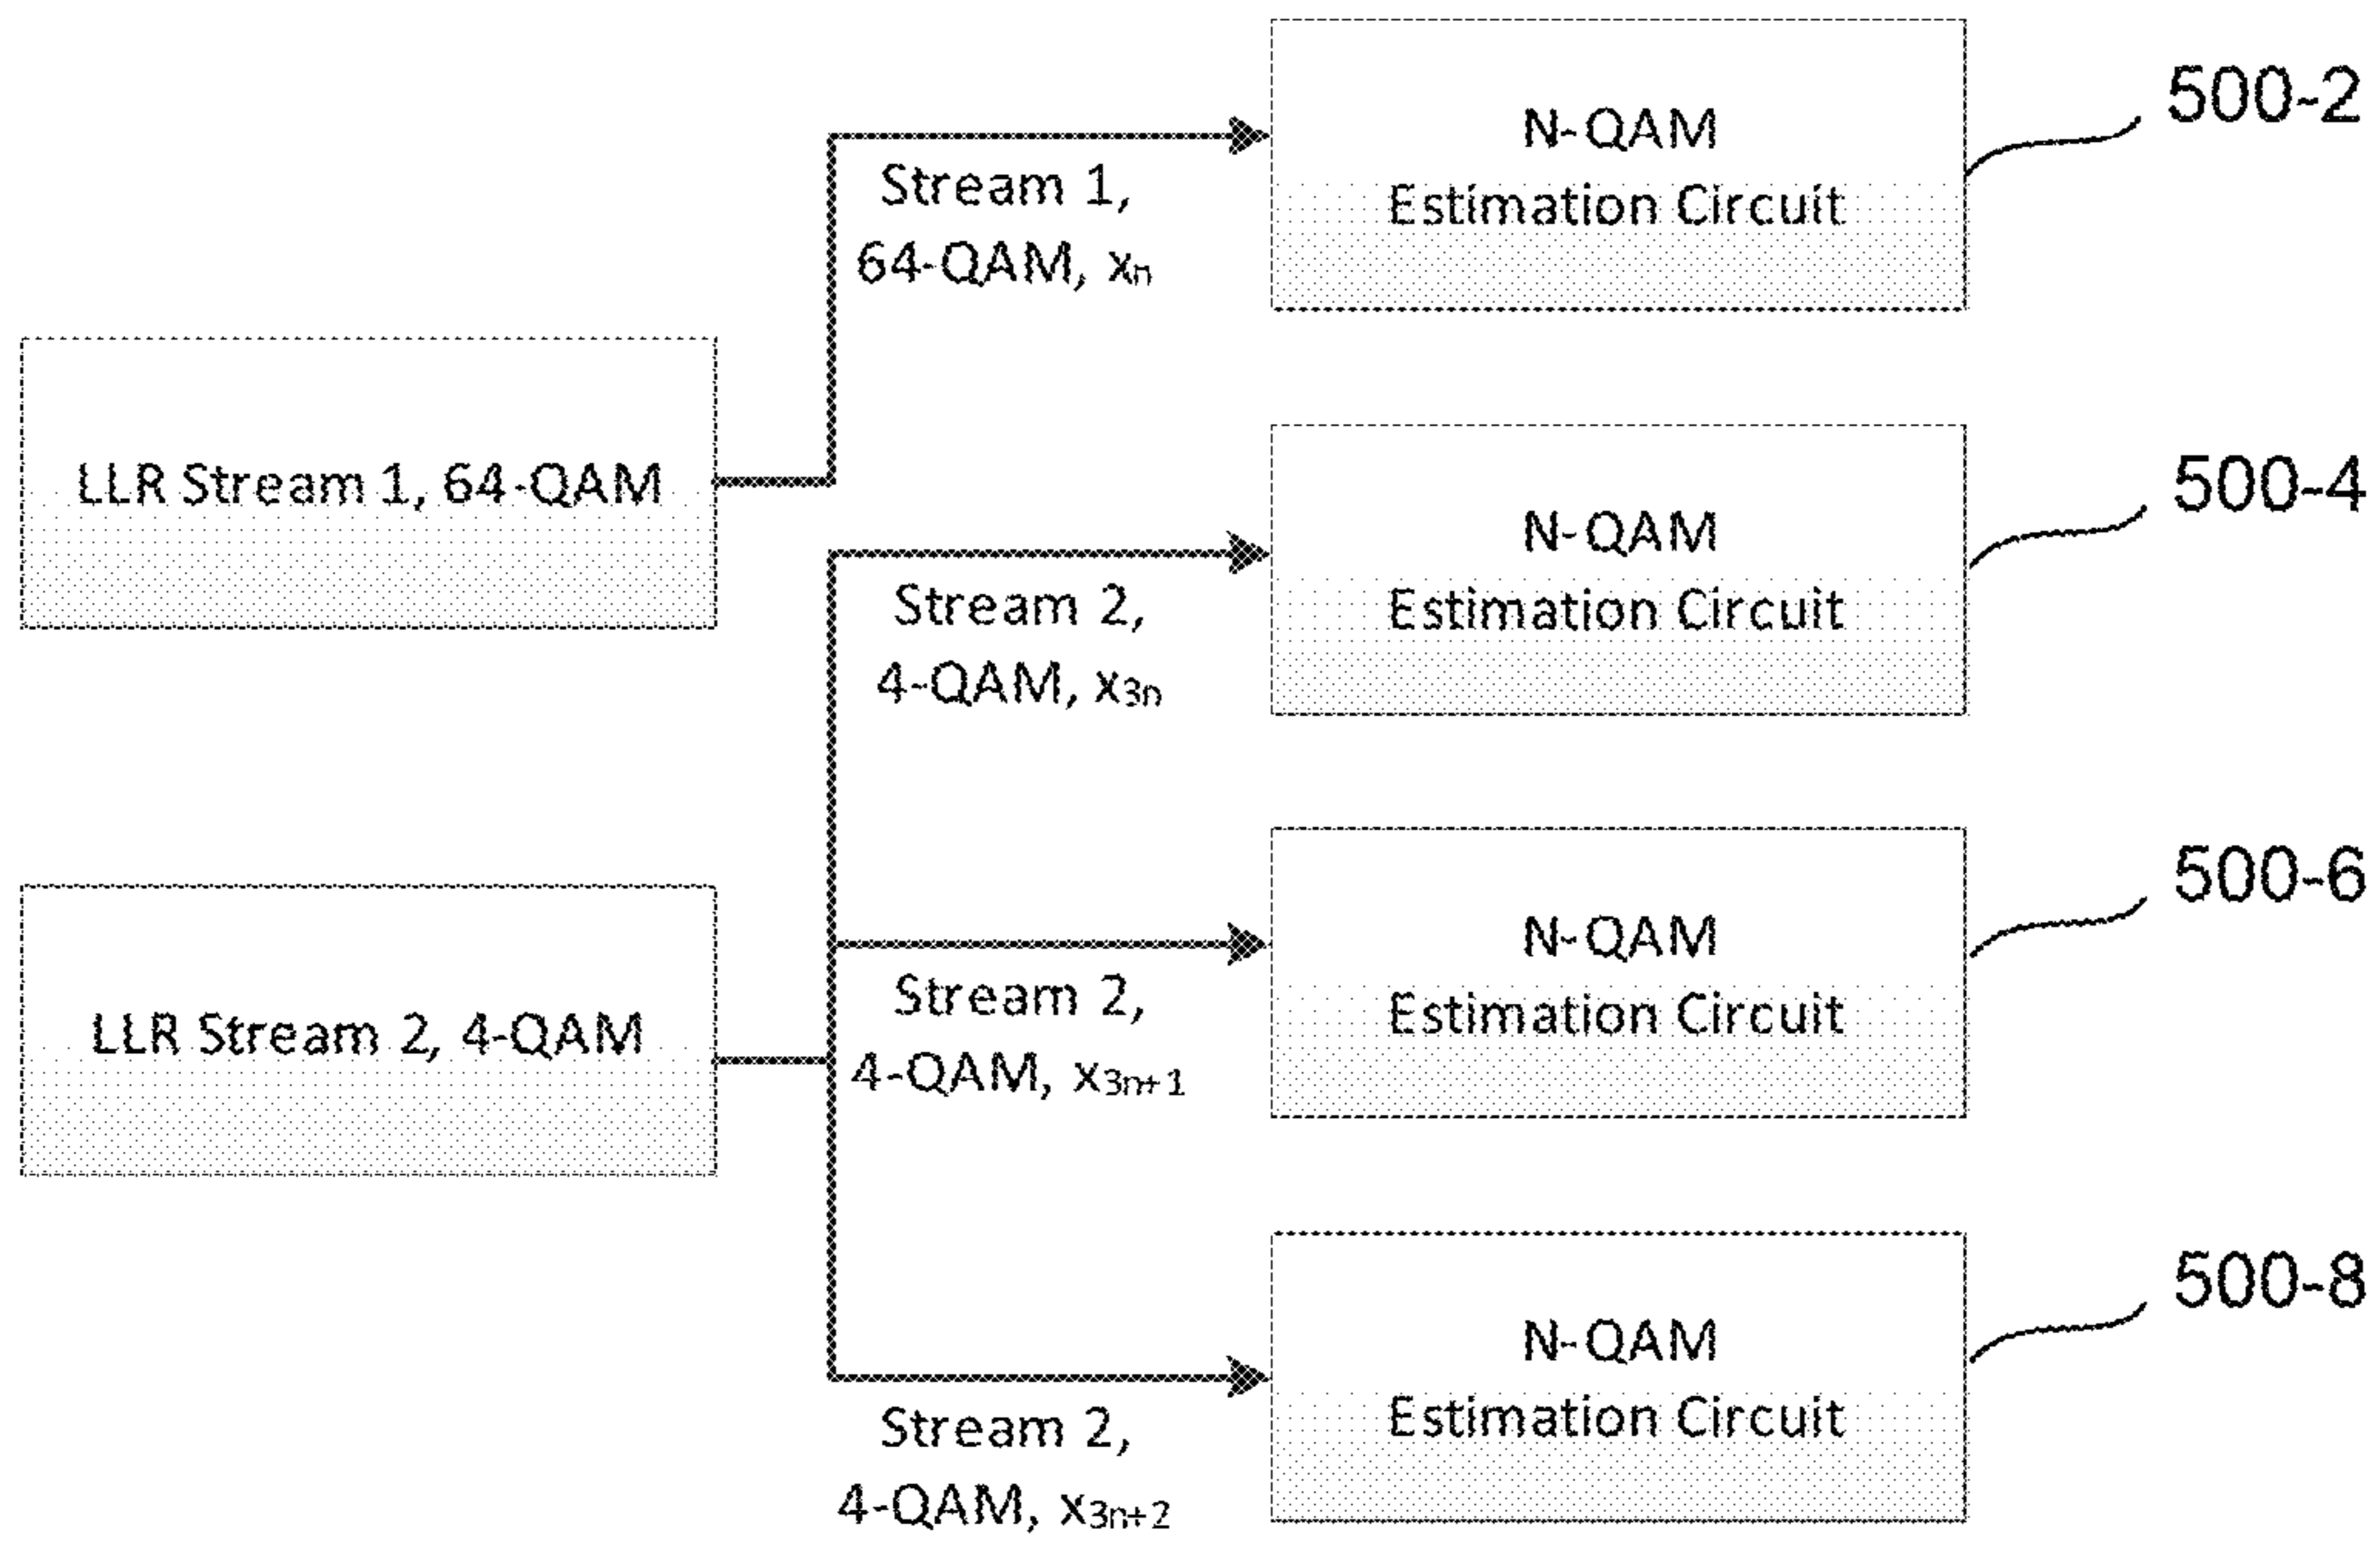 N-QAM
Estimation Circuit
500-2
Stream 1,
64-QAM, xn
LLR Stream 1, 64-QAM
N-QAM
Estimation Circuit
500-4
Stream 2,
4-QAM, x3n
N-QAM
Estimation Circuit
500-6
LLR Stream 2, 4-QAM
Stream 2,
4-QAM, x3n+1
N-QAM
Estimation Circuit
500-8
Stream 2,
4-QAM, x3n+2